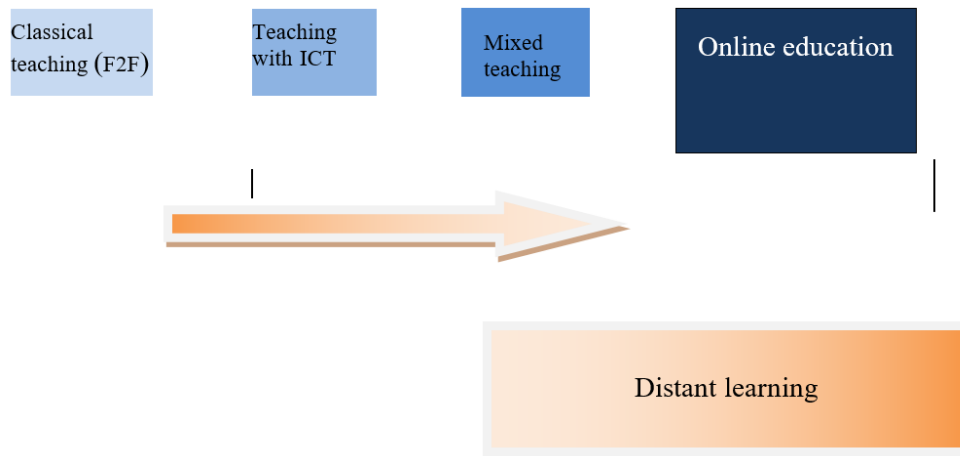 Classical
teaching (F2F)
Teaching
with ICT
Mixed
teaching
Online education
Distant learning